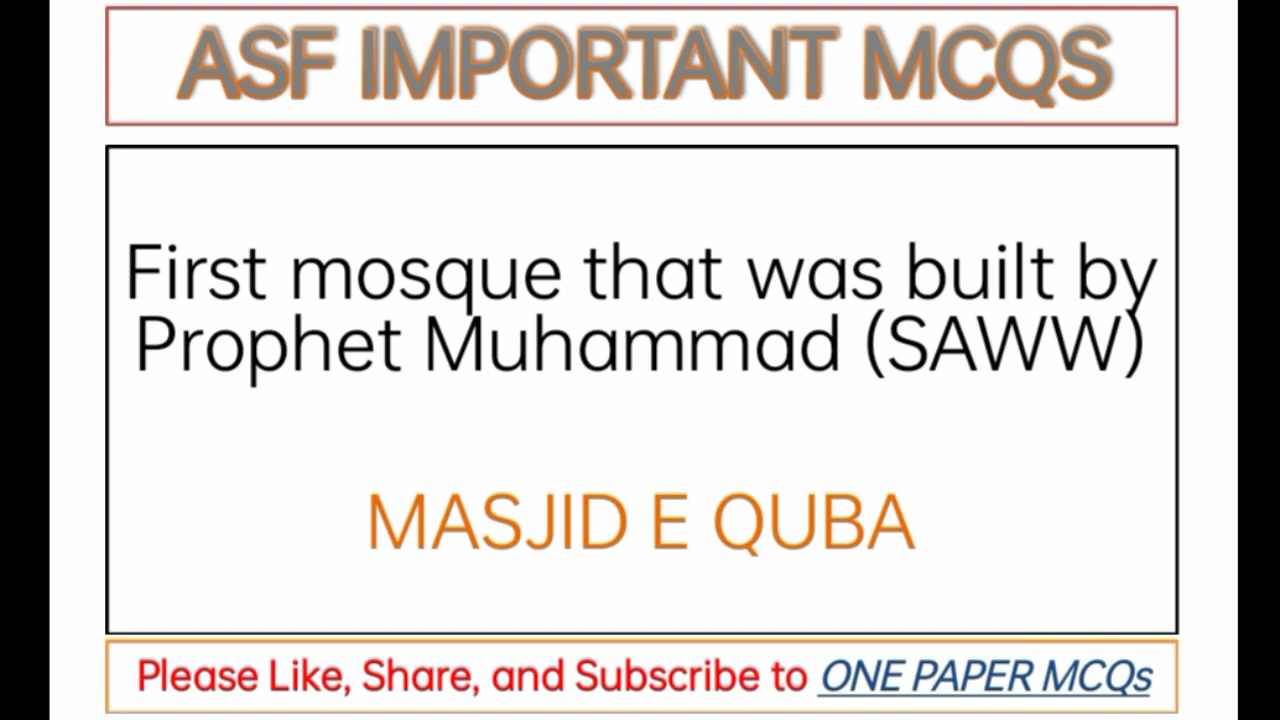 ASF IMPORTANT MCQS
First mosque that was built by
Prophet Muhammad (SAWW)
MASJID E QUBA
Please Like, Share, and Subscribe to ONE PAPER MCQs